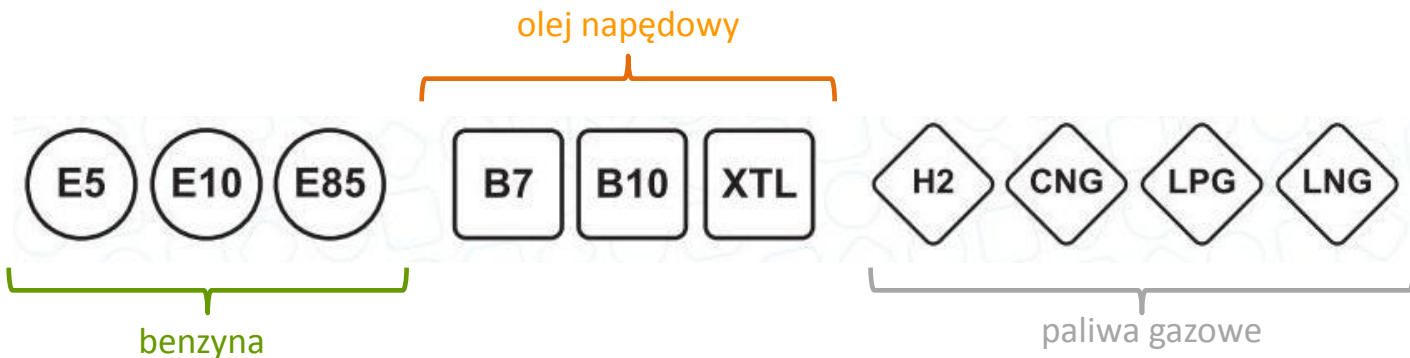 olej napędowy
E5 E10 E85 B7 B10 XTL H2 CNG LPG LNG
benzyna
paliwa gazowe